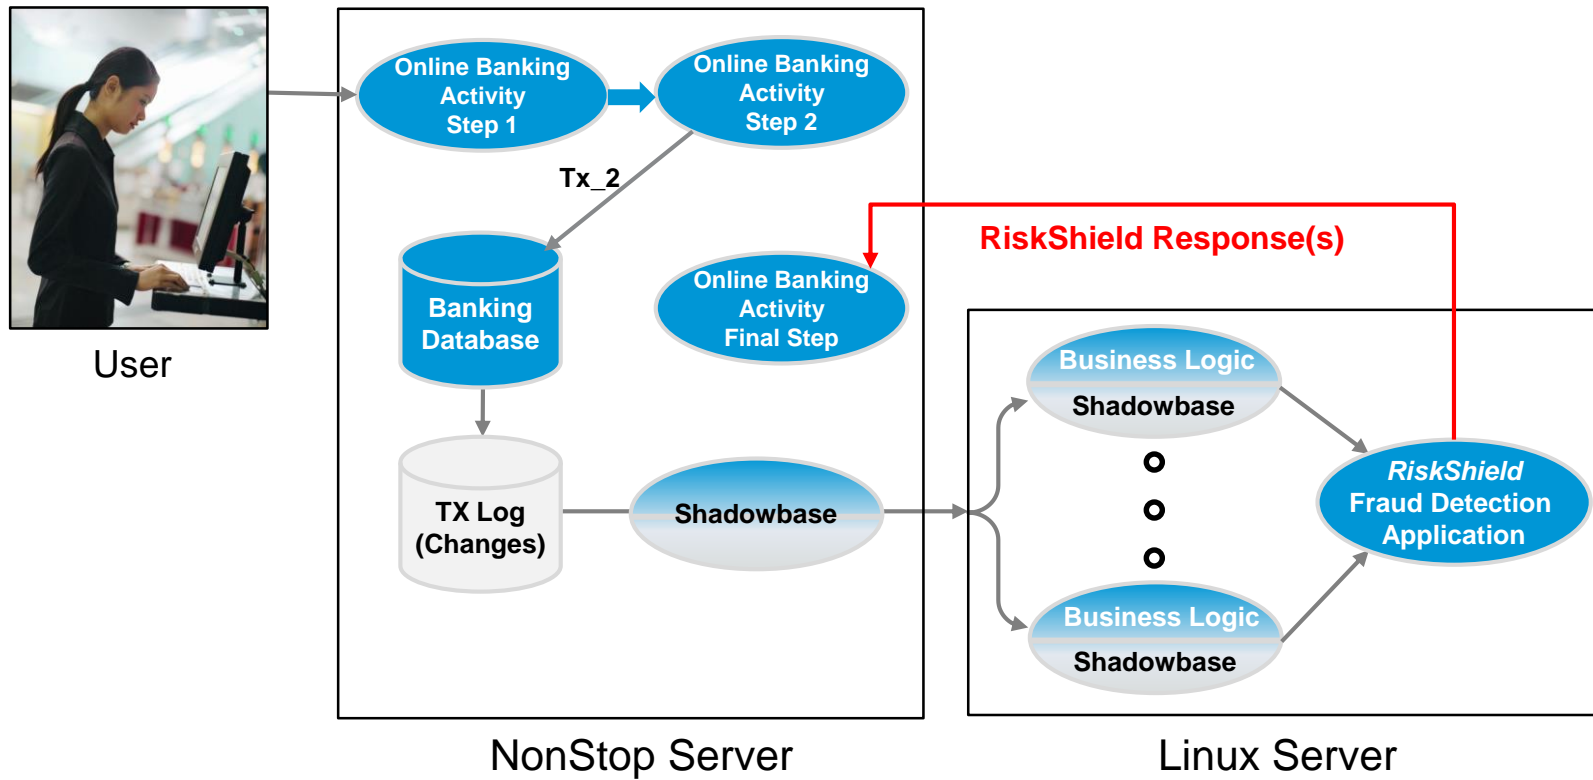 Online Banking
Activity
Step 1
Online Banking
Activity
Step 2
Tx_2
RiskShield Response(s)
Banking
Database
Online Banking
Activity
Final Step
User
Business Logic
Shadowbase
TX Log
(Changes)
Shadowbase
RiskShield
Fraud Detection
Application
Business Logic
Shadowbase
NonStop Server
Linux Server